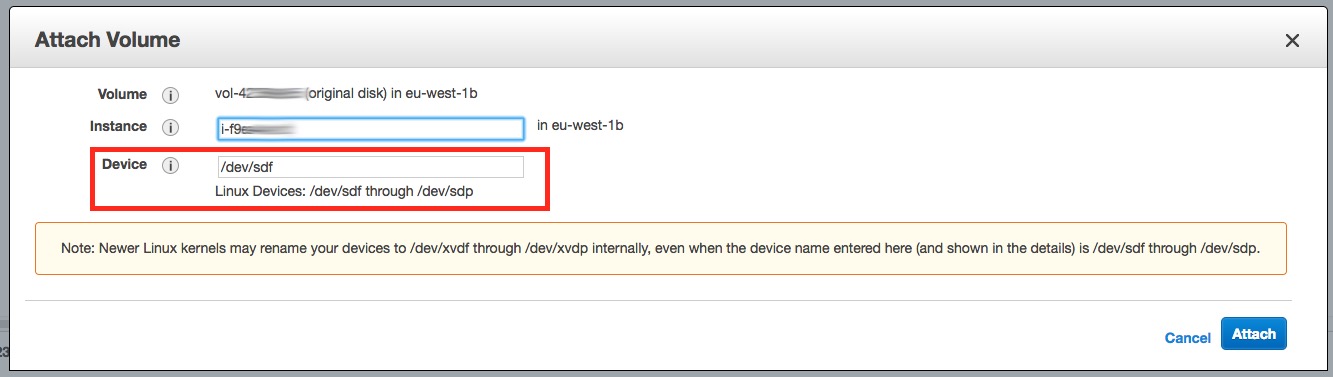 Attach Volume
Volume i vol-4 (original disk) in eu-west-1b
Instance i i-f9 in eu-west-1b
Device i /dev/sdf
Linux Devices: /dev/sdf through /dev/sdp
Note: Newer Linux kernels may rename your devices to /dev/xvdf through /dev/xvdp internally, even when the device name entered here (and shown in the details) is /dev/sdf through /dev/sdp.
23
Cancel Attach